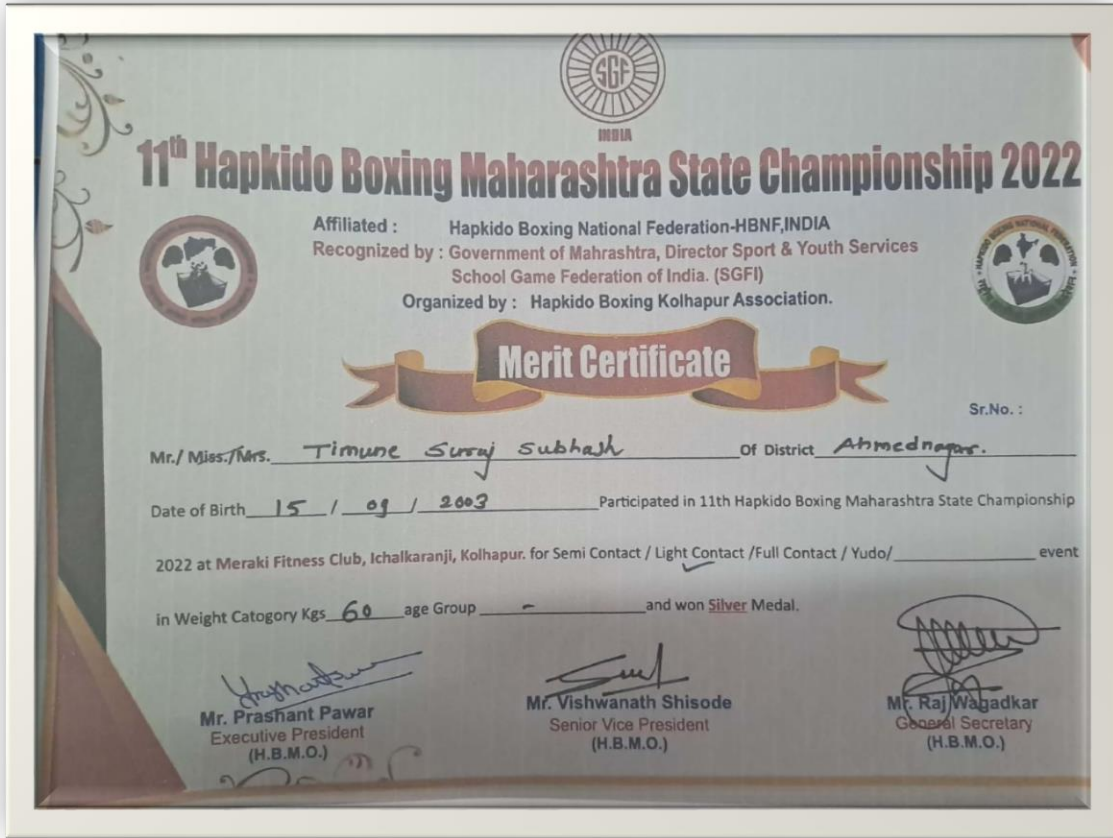 SGF
INDIA
11th Hapkido Boxing Maharashtra State Championship 2022
Affiliated : Hapkido Boxing National Federation-HBNF,INDIA
Recognized by : Government of Mahrashtra, Director Sport & Youth Services
School Game Federation of India. (SGFI)
Organized by : Hapkido Boxing Kolhapur Association.
HAPKIDO BOXING NATIONAL FEDERATION
Merit Certificate
Sr.No. :
Mr./ Miss./Mrs. Timune Suraj Subhash Of District Ahmednagar.
Date of Birth 15 / 09 / 2003 Participated in 11th Hapkido Boxing Maharashtra State Championship
2022 at Meraki Fitness Club, Ichalkaranji, Kolhapur. for Semi Contact / Light Contact /Full Contact / Yudo/ event
in Weight Catogory Kgs 60 age Group - and won Silver Medal.
Mr. Prashant Pawar Mr. Vishwanath Shisode Mr. Raj Wagadkar
Executive President Senior Vice President General Secretary
(H.B.M.O.) (H.B.M.O.) (H.B.M.O.)